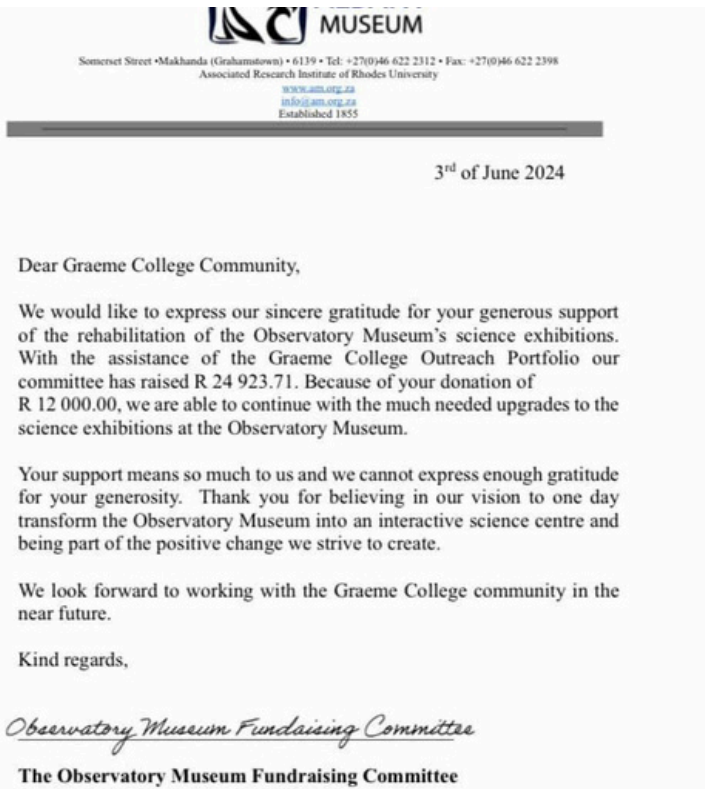 MUSEUM
Somerset Street •Makhanda (Grahamstown) • 6139 • Tel: +27(0)46 622 2312 • Fax: +27(0)46 622 2398
Associated Research Institute of Rhodes University
www.am.org.za
info@am.org.za
Established 1855
3rd of June 2024
Dear Graeme College Community,
We would like to express our sincere gratitude for your generous support
of the rehabilitation of the Observatory Museum's science exhibitions.
With the assistance of the Graeme College Outreach Portfolio our
committee has raised R 24 923.71. Because of your donation of
R 12 000.00, we are able to continue with the much needed upgrades to the
science exhibitions at the Observatory Museum.
Your support means so much to us and we cannot express enough gratitude
for your generosity.  Thank you for believing in our vision to one day
transform the Observatory Museum into an interactive science centre and
being part of the positive change we strive to create.
We look forward to working with the Graeme College community in the
near future.
Kind regards,
Observatory Museum Fundaising Committee
The Observatory Museum Fundraising Committee